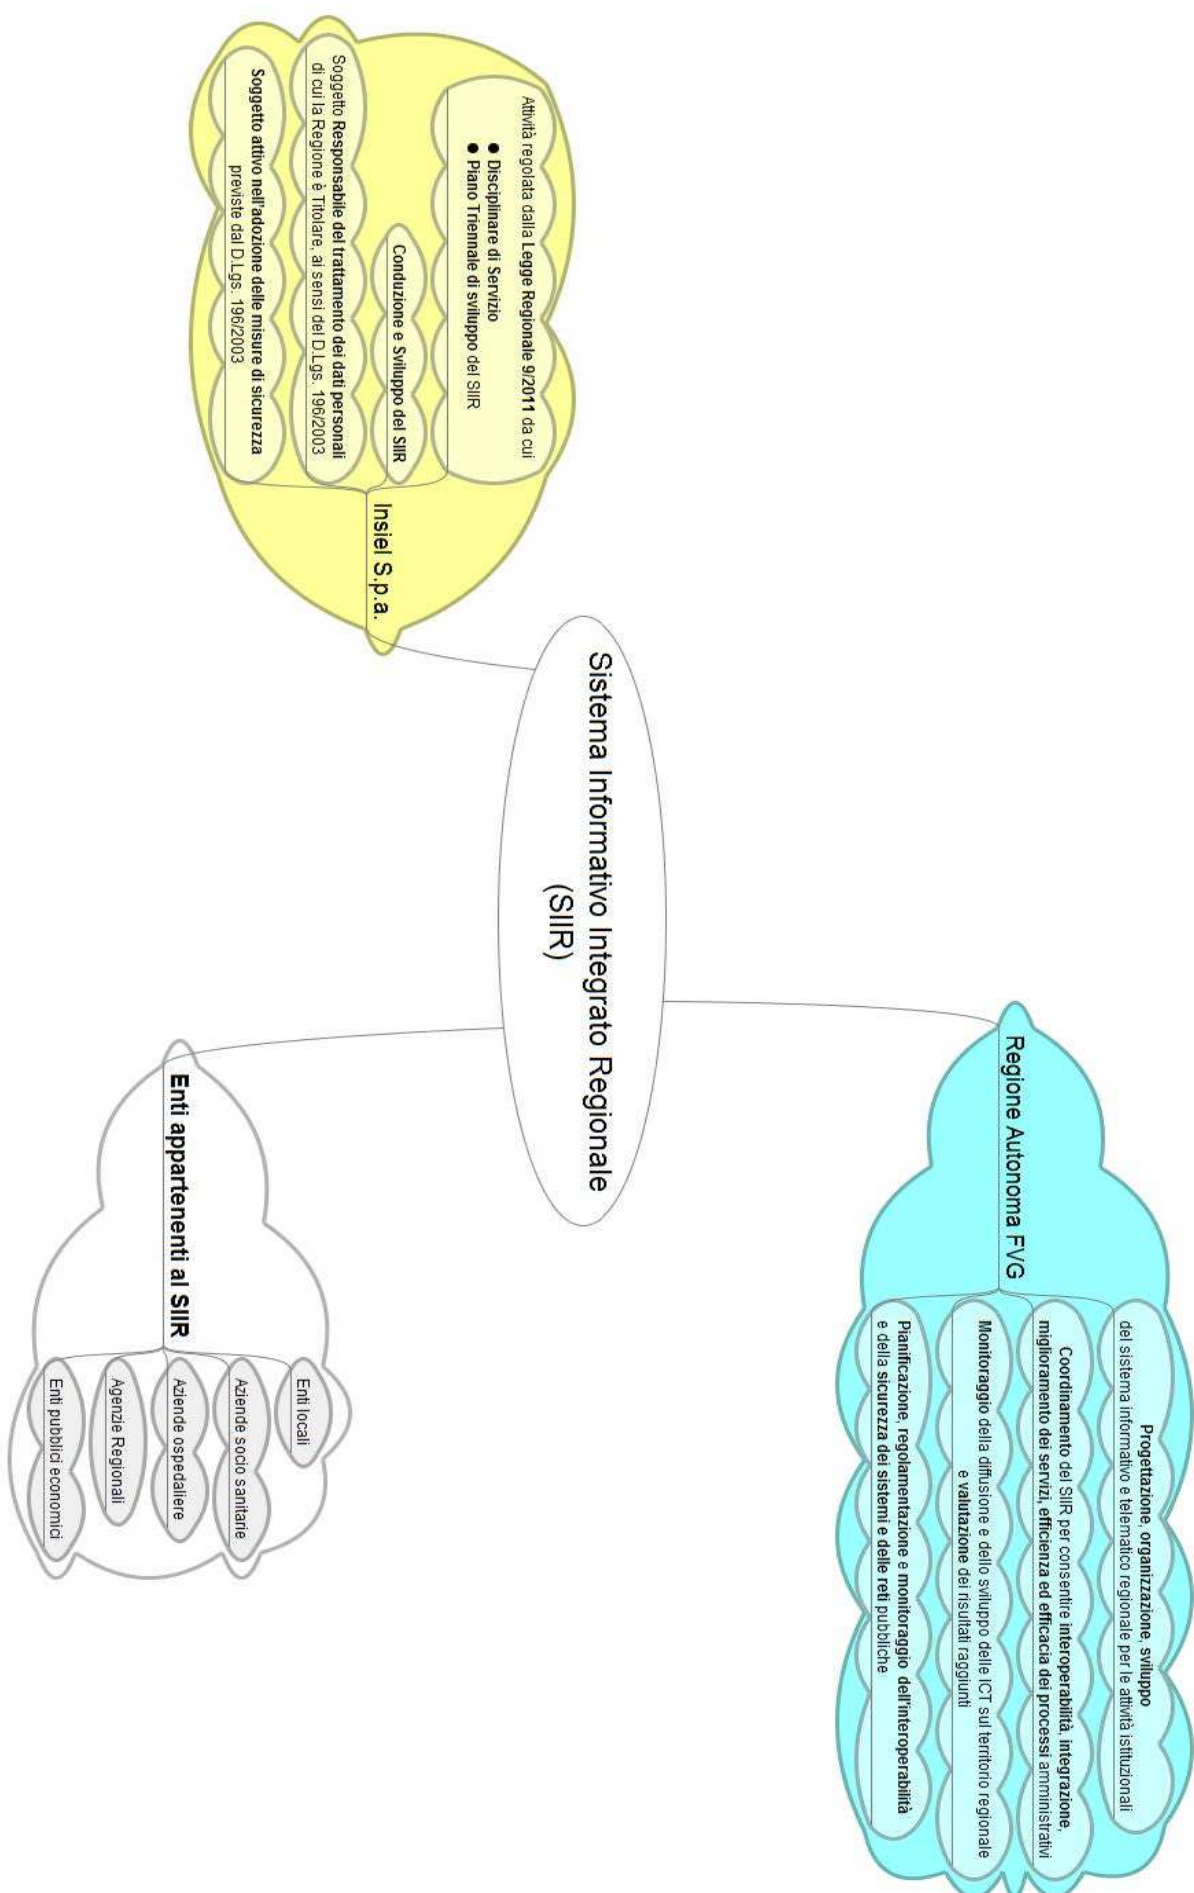 Sistema Informativo Integrato Regionale
(SIIR)
Insiel S.p.a.
Attività regolata dalla Legge Regionale 9/2011 da cui
● Disciplinare di Servizio
● Piano Triennale di sviluppo del SIIR
Conduzione e Sviluppo del SIIR
Soggetto Responsabile del trattamento dei dati personali
di cui la Regione è Titolare, ai sensi del D.Lgs. 196/2003
Soggetto attivo nell'adozione delle misure di sicurezza
previste dal D.Lgs. 196/2003
Regione Autonoma FVG
Progettazione, organizzazione, sviluppo
del sistema informativo e telematico regionale per le attività istituzionali
Coordinamento del SIIR per consentire interoperabilità, integrazione,
miglioramento dei servizi, efficienza ed efficacia dei processi amministrativi
Monitoraggio della diffusione e dello sviluppo delle ICT sul territorio regionale
e valutazione dei risultati raggiunti
Pianificazione, regolamentazione e monitoraggio dell'interoperabilità
e della sicurezza dei sistemi e delle reti pubbliche
Enti appartenenti al SIIR
Enti locali
Aziende socio sanitarie
Aziende ospedaliere
Agenzie Regionali
Enti pubblici economici